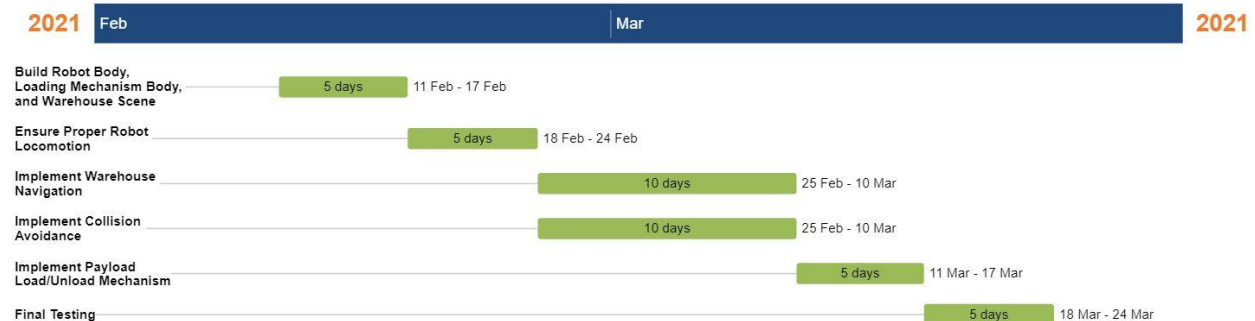 2021 Feb Mar 2021
Build Robot Body,
Loading Mechanism Body,
and Warehouse Scene
5 days 11 Feb - 17 Feb
Ensure Proper Robot
Locomotion
5 days 18 Feb - 24 Feb
Implement Warehouse
Navigation
10 days 25 Feb - 10 Mar
Implement Collision
Avoidance
10 days 25 Feb - 10 Mar
Implement Payload
Load/Unload Mechanism
5 days 11 Mar - 17 Mar
Final Testing 5 days 18 Mar - 24 Mar